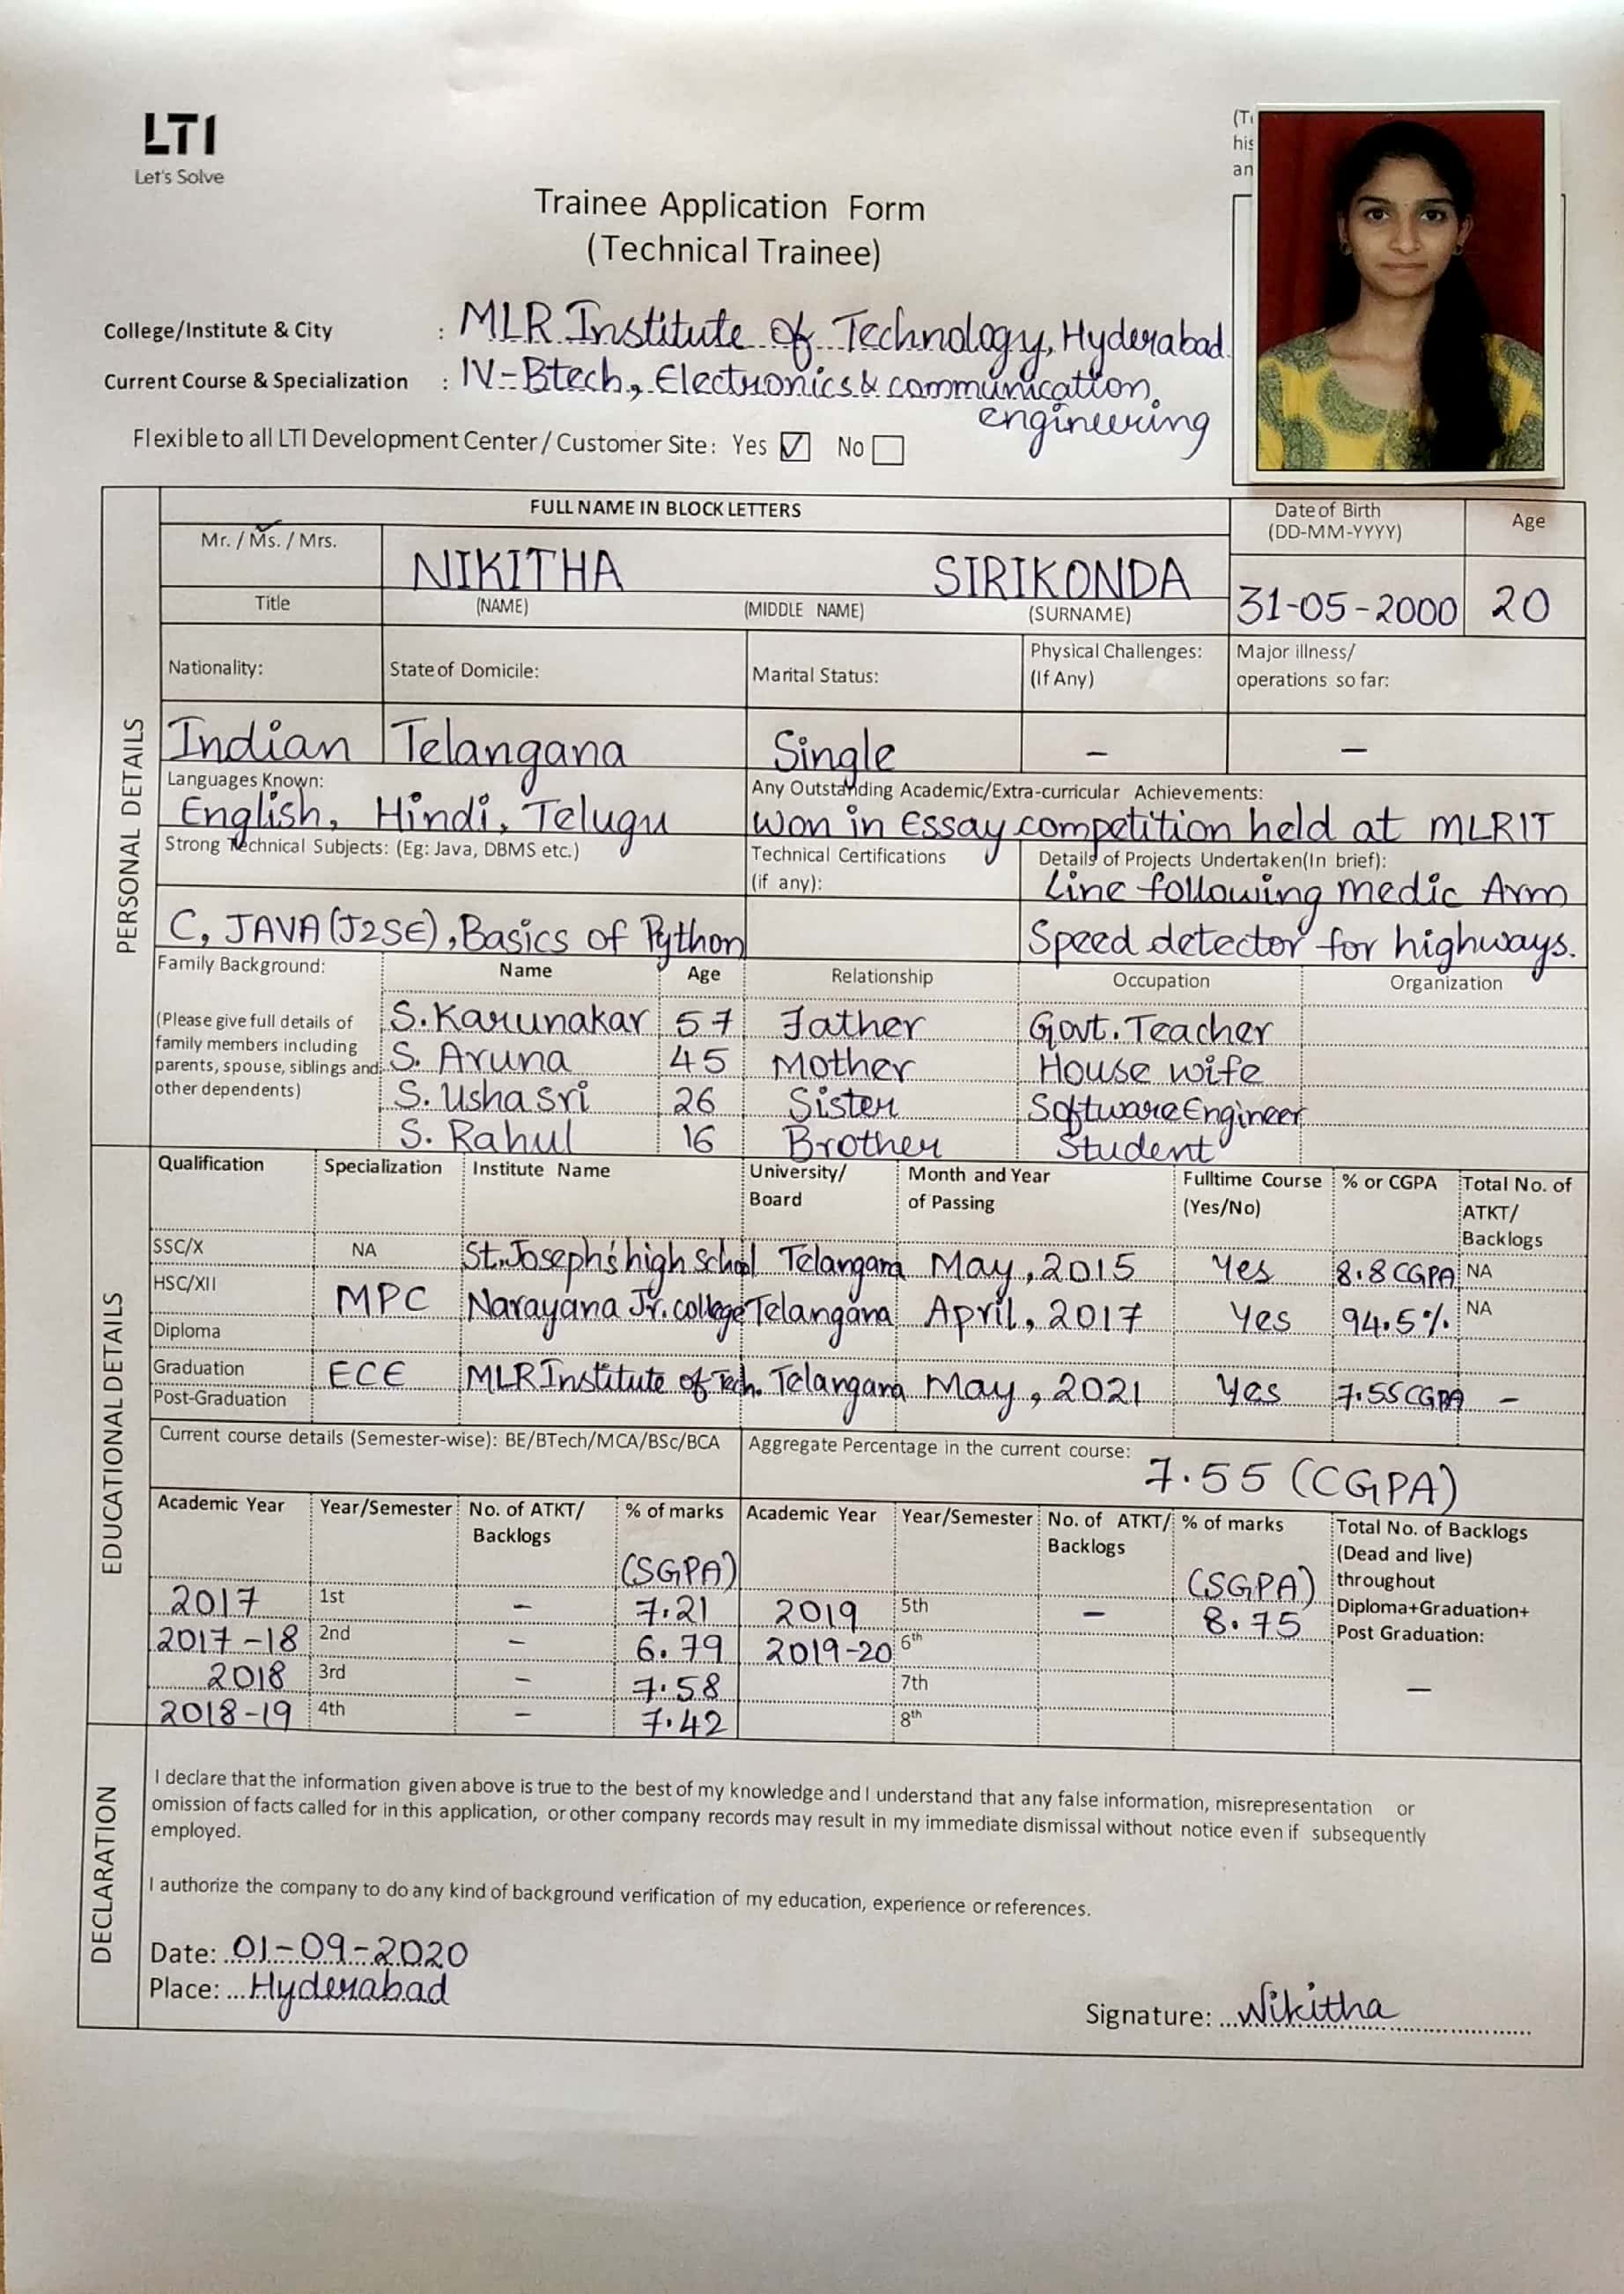 LTI
Let's Solve
(T
his
an
Trainee Application Form
(Technical Trainee)
College/Institute & City : MLR Institute of Technology, Hyderabad
Current Course & Specialization : IV-Btech, Electronics & communication
engineering
Flexible to all LTI Development Center / Customer Site: Yes ☑ No ☐
PERSONAL DETAILS
FULL NAME IN BLOCK LETTERS
Date of Birth
(DD-MM-YYYY)
Age
Mr. / Ms. / Mrs. NIKITHA SIRIKONDA
Title (NAME) (MIDDLE NAME) (SURNAME) 31-05-2000 20
Nationality: State of Domicile: Marital Status: Physical Challenges:
(If Any)
Major illness/
operations so far:
Indian Telangana Single – –
Languages Known:
English, Hindi, Telugu
Any Outstanding Academic/Extra-curricular Achievements:
Won in Essay competition held at MLRIT
Strong Technical Subjects: (Eg: Java, DBMS etc.)
C, JAVA (J2SE), Basics of Python
Technical Certifications
(if any):
Details of Projects Undertaken(In brief):
Line following medic Arm
Speed detector for highways.
Family Background: Name Age Relationship Occupation Organization
(Please give full details of
family members including
parents, spouse, siblings and
other dependents)
S. Karunakar 57 Father Govt. Teacher
S. Aruna 45 Mother House wife
S. Usha Sri 26 Sister Software Engineer
S. Rahul 16 Brother Student
EDUCATIONAL DETAILS
Qualification Specialization Institute Name University/
Board
Month and Year
of Passing
Fulltime Course
(Yes/No)
% or CGPA Total No. of
ATKT/
Backlogs
SSC/X NA St. Joseph's high School Telangana May, 2015 Yes 8.8 CGPA NA
HSC/XII MPC Narayana Jr. college Telangana April, 2017 Yes 94.5% NA
Diploma
Graduation ECE MLR Institute of Tech. Telangana May, 2021 Yes 7.55 CGPA –
Post-Graduation
Current course details (Semester-wise): BE/BTech/MCA/BSc/BCA Aggregate Percentage in the current course:
7.55 (CGPA)
Academic Year Year/Semester No. of ATKT/
Backlogs
% of marks
(SGPA)
Academic Year Year/Semester No. of ATKT/
Backlogs
% of marks
(SGPA)
Total No. of Backlogs
(Dead and live)
throughout
Diploma+Graduation+
Post Graduation:
–
2017 1st – 7.21 2019 5th – 8.75
2017-18 2nd – 6.79 2019-20 6th
2018 3rd – 7.58 7th
2018-19 4th – 7.42 8th
DECLARATION
I declare that the information given above is true to the best of my knowledge and I understand that any false information, misrepresentation or
omission of facts called for in this application, or other company records may result in my immediate dismissal without notice even if subsequently
employed.
I authorize the company to do any kind of background verification of my education, experience or references.
Date: 01-09-2020
Place: Hyderabad
Signature: Nikitha